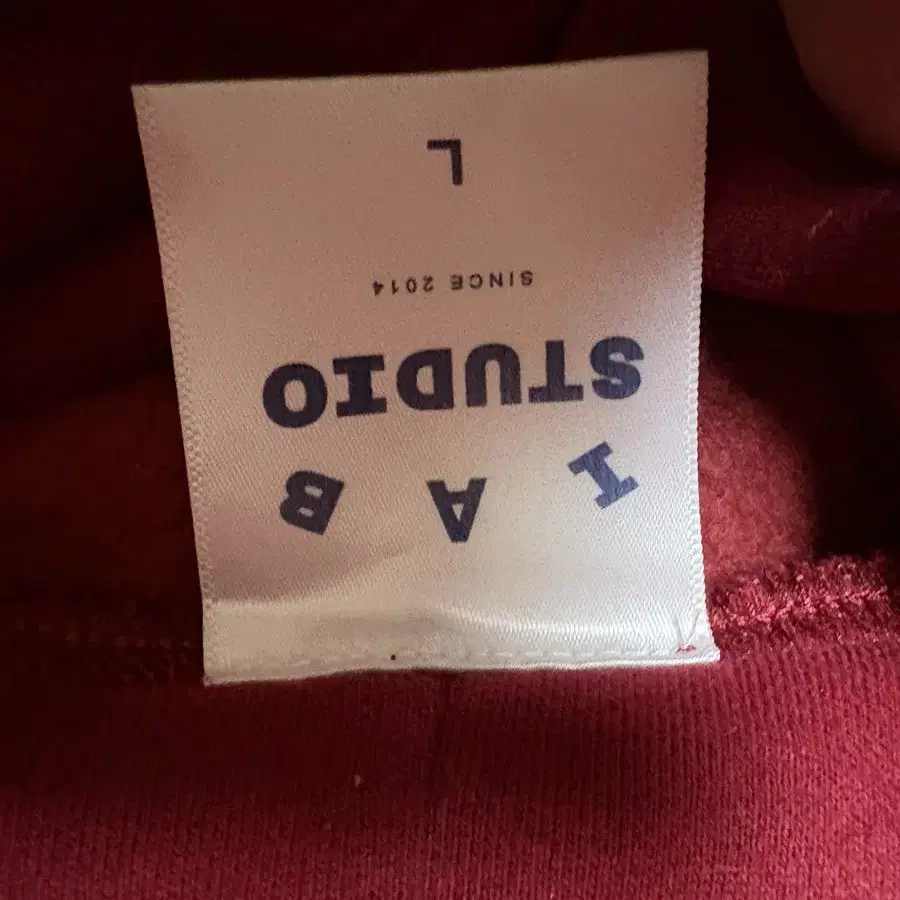 I A B
STUDIO
SINCE 2014
L